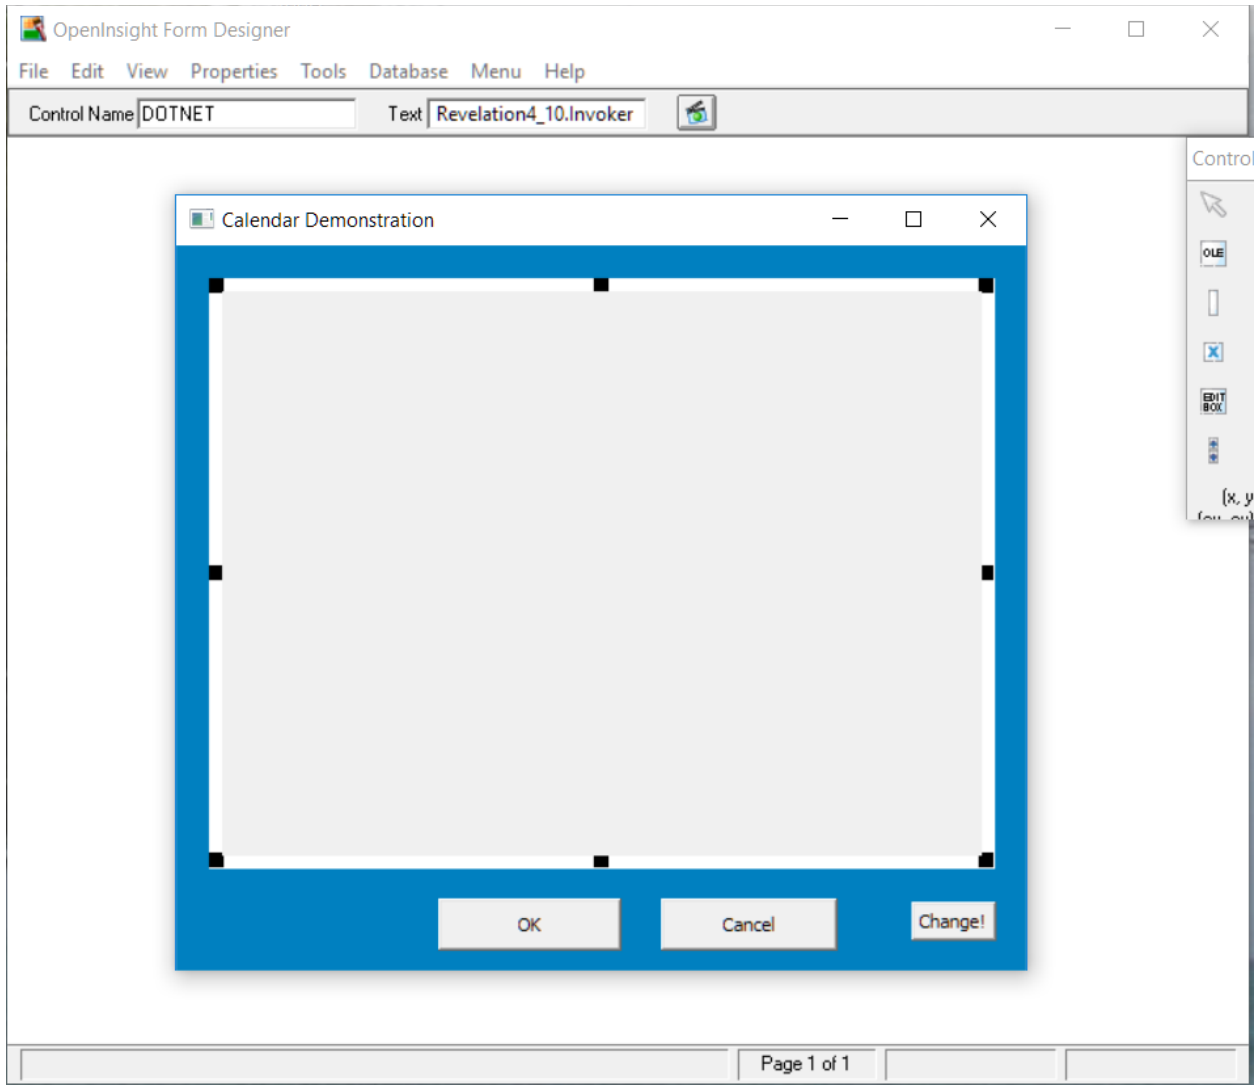 OpenInsight Form Designer
File Edit View Properties Tools Database Menu Help
Control Name DOTNET Text Revelation4_10.Invoker
Contro
Calendar Demonstration
OLE
EDIT
BOX
(x, y
OK Cancel Change!
Page 1 of 1